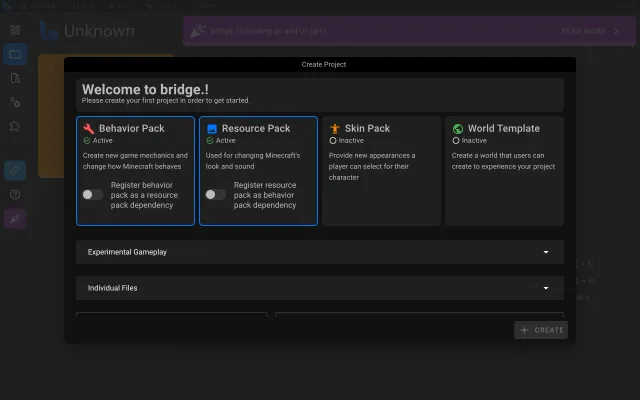 Unknown
bridge. is hosting an addon jam!
READ MORE
Create Project
Welcome to bridge.!
Please create your first project in order to get started.
Behavior Pack
Active
Create new game mechanics and
change how Minecraft behaves
Register behavior
pack as a resource
pack dependency
Resource Pack
Active
Used for changing Minecraft's
look and sound
Register resource
pack as behavior
pack dependency
Skin Pack
Inactive
Provide new appearances a
player can select for their
character
World Template
Inactive
Create a world that users can
create to experience your project
Experimental Gameplay
Individual Files
CREATE